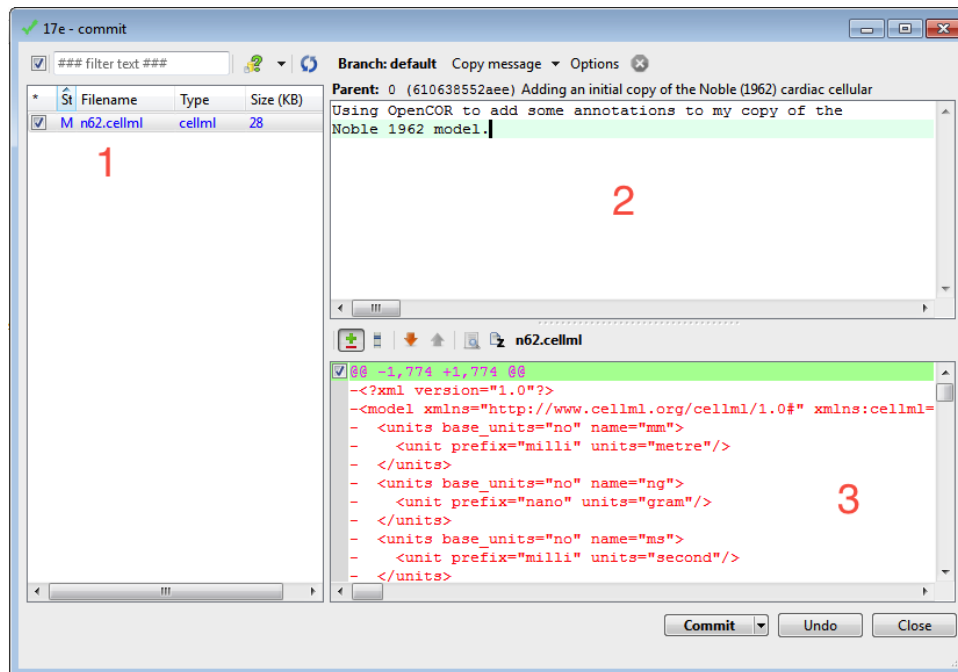 17e - commit
### filter text ###
Branch: default Copy message Options
Parent: 0 (610638552aee) Adding an initial copy of the Noble (1962) cardiac cellular
* St Filename Type Size (KB)
M n62.cellml cellml 28
1
Using OpenCOR to add some annotations to my copy of the
Noble 1962 model.
2
n62.cellml
@@ -1,774 +1,774 @@
-<?xml version="1.0"?>
-<model xmlns="http://www.cellml.org/cellml/1.0#" xmlns:cellml=
-  <units base_units="no" name="mm">
-    <unit prefix="milli" units="metre"/>
-  </units>
-  <units base_units="no" name="ng">
-    <unit prefix="nano" units="gram"/>
-  </units>
-  <units base_units="no" name="ms">
-    <unit prefix="milli" units="second"/>
-  </units>
3
Commit Undo Close